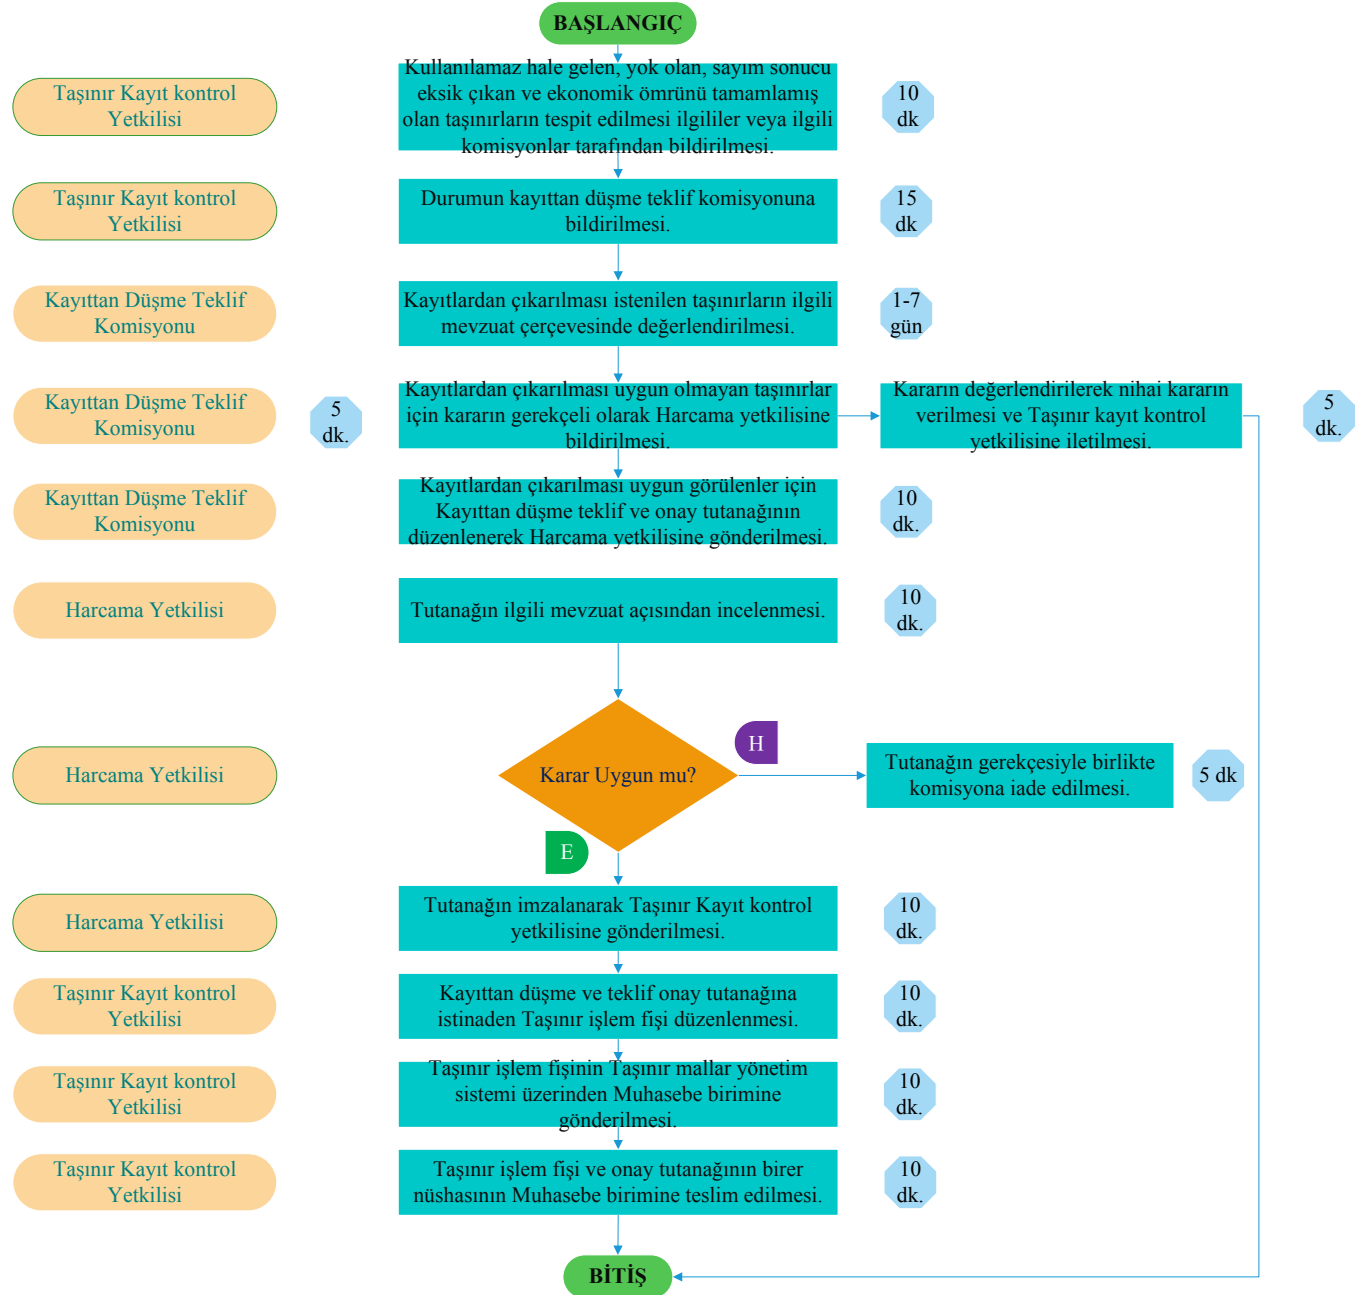 BAŞLANGIÇ
Taşınır Kayıt kontrol
Yetkilisi
Kullanılamaz hale gelen, yok olan, sayım sonucu
eksik çıkan ve ekonomik ömrünü tamamlamış
olan taşınırların tespit edilmesi ilgililer veya ilgili
komisyonlar tarafından bildirilmesi.
10
dk
Taşınır Kayıt kontrol
Yetkilisi
Durumun kayıttan düşme teklif komisyonuna
bildirilmesi.
15
dk
Kayıttan Düşme Teklif
Komisyonu
Kayıtlardan çıkarılması istenilen taşınırların ilgili
mevzuat çerçevesinde değerlendirilmesi.
1-7
gün
Kayıttan Düşme Teklif
Komisyonu
5
dk.
Kayıtlardan çıkarılması uygun olmayan taşınırlar
için kararın gerekçeli olarak Harcama yetkilisine
bildirilmesi.
Kararın değerlendirilerek nihai kararın
verilmesi ve Taşınır kayıt kontrol
yetkilisine iletilmesi.
5
dk.
Kayıttan Düşme Teklif
Komisyonu
Kayıtlardan çıkarılması uygun görülenler için
Kayıttan düşme teklif ve onay tutanağının
düzenlenerek Harcama yetkilisine gönderilmesi.
10
dk.
Harcama Yetkilisi
Tutanağın ilgili mevzuat açısından incelenmesi.
10
dk.
Harcama Yetkilisi
Karar Uygun mu?
H
Tutanağın gerekçesiyle birlikte
komisyona iade edilmesi.
5 dk
E
Harcama Yetkilisi
Tutanağın imzalanarak Taşınır Kayıt kontrol
yetkilisine gönderilmesi.
10
dk.
Taşınır Kayıt kontrol
Yetkilisi
Kayıttan düşme ve teklif onay tutanağına
istinaden Taşınır işlem fişi düzenlenmesi.
10
dk.
Taşınır Kayıt kontrol
Yetkilisi
Taşınır işlem fişinin Taşınır mallar yönetim
sistemi üzerinden Muhasebe birimine
gönderilmesi.
10
dk.
Taşınır Kayıt kontrol
Yetkilisi
Taşınır işlem fişi ve onay tutanağının birer
nüshasının Muhasebe birimine teslim edilmesi.
10
dk.
BİTİŞ